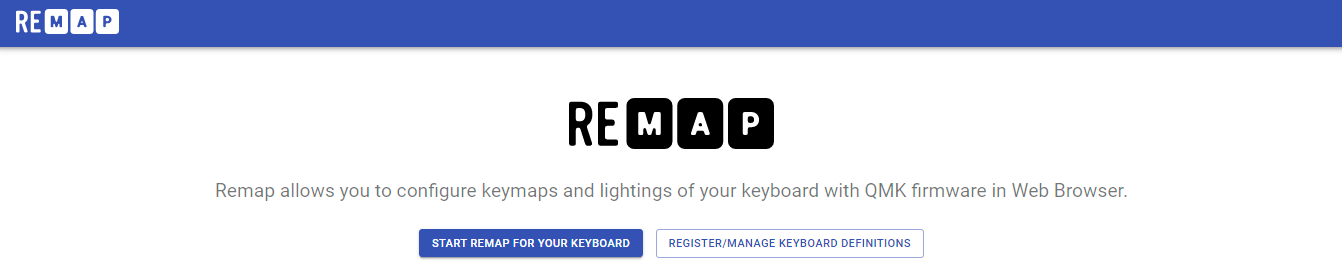 REMAP
REMAP
Remap allows you to configure keymaps and lightings of your keyboard with QMK firmware in Web Browser.
START REMAP FOR YOUR KEYBOARD
REGISTER/MANAGE KEYBOARD DEFINITIONS